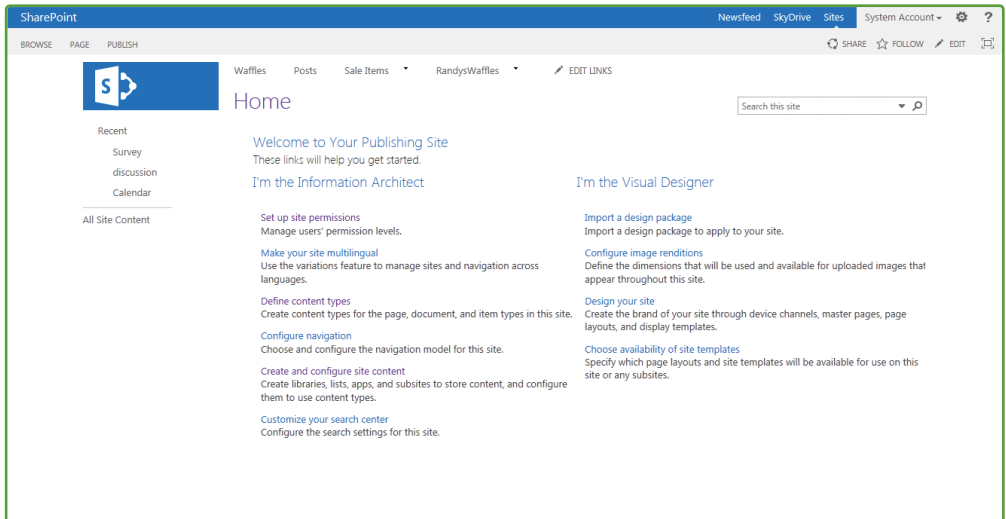 SharePoint
Newsfeed SkyDrive Sites System Account ?
BROWSE PAGE PUBLISH
SHARE FOLLOW EDIT
S
Waffles Posts Sale Items RandysWaffles EDIT LINKS
Home
Search this site
Recent
Survey
discussion
Calendar
All Site Content
Welcome to Your Publishing Site
These links will help you get started.
I'm the Information Architect
Set up site permissions
Manage users' permission levels.
Make your site multilingual
Use the variations feature to manage sites and navigation across
languages.
Define content types
Create content types for the page, document, and item types in this site.
Configure navigation
Choose and configure the navigation model for this site.
Create and configure site content
Create libraries, lists, apps, and subsites to store content, and configure
them to use content types.
Customize your search center
Configure the search settings for this site.
I'm the Visual Designer
Import a design package
Import a design package to apply to your site.
Configure image renditions
Define the dimensions that will be used and available for uploaded images that
appear throughout this site.
Design your site
Create the brand of your site through device channels, master pages, page
layouts, and display templates.
Choose availability of site templates
Specify which page layouts and site templates will be available for use on this
site or any subsites.